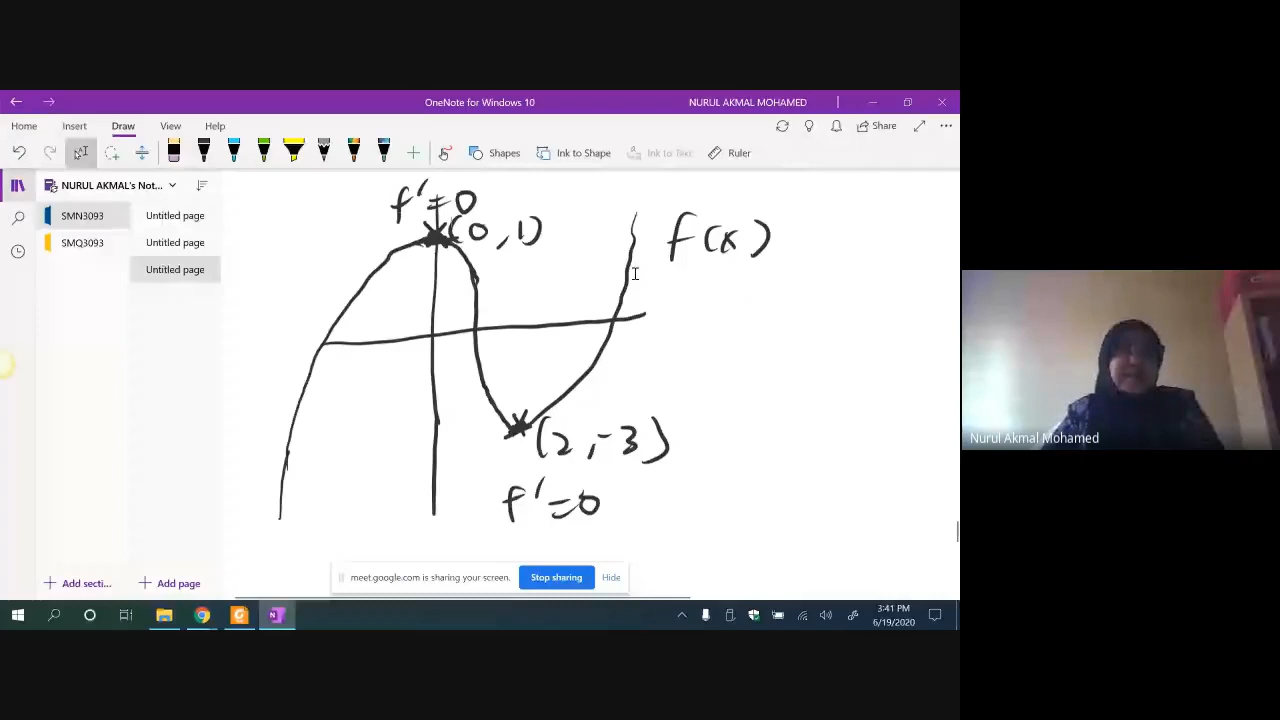 OneNote for Windows 10
NURUL AKMAL MOHAMED
Home Insert Draw View Help
Share
Shapes
Ink to Shape
Ink to Text
Ruler
NURUL AKMAL's Not...
SMN3093
SMQ3093
Untitled page
Untitled page
Untitled page
f' = 0
(0, 1)
f(x)
(2, -3)
f' = 0
Nurul Akmal Mohamed
Add secti...
Add page
meet.google.com is sharing your screen.
Stop sharing
Hide
3:41 PM
6/19/2020